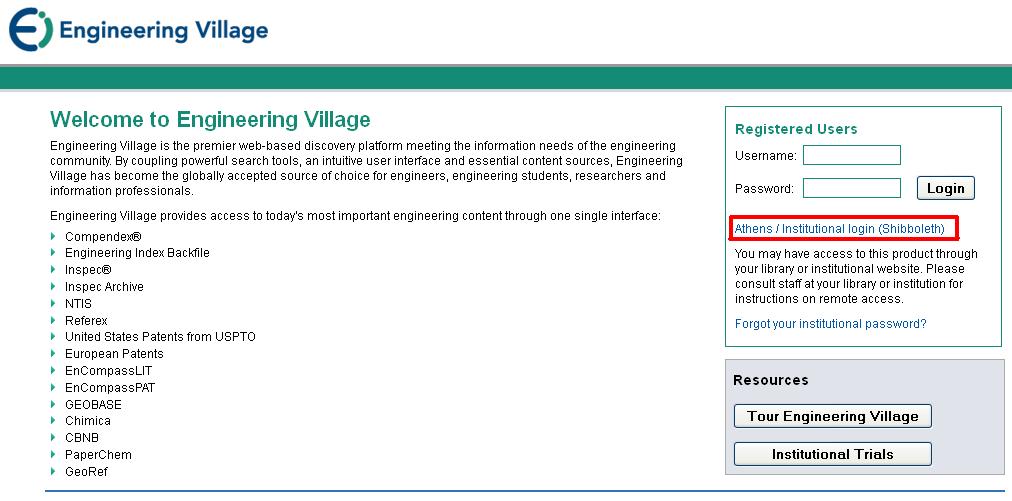 Engineering Village
Welcome to Engineering Village
Engineering Village is the premier web-based discovery platform meeting the information needs of the engineering
community. By coupling powerful search tools, an intuitive user interface and essential content sources, Engineering
Village has become the globally accepted source of choice for engineers, engineering students, researchers and
information professionals.
Engineering Village provides access to today's most important engineering content through one single interface:
Compendex®
Engineering Index Backfile
Inspec®
Inspec Archive
NTIS
Referex
United States Patents from USPTO
European Patents
EnCompassLIT
EnCompassPAT
GEOBASE
Chimica
CBNB
PaperChem
GeoRef
Registered Users
Username:
Password:
Login
Athens / Institutional login (Shibboleth)
You may have access to this product through
your library or institutional website. Please
consult staff at your library or institution for
instructions on remote access.
Forgot your institutional password?
Resources
Tour Engineering Village
Institutional Trials